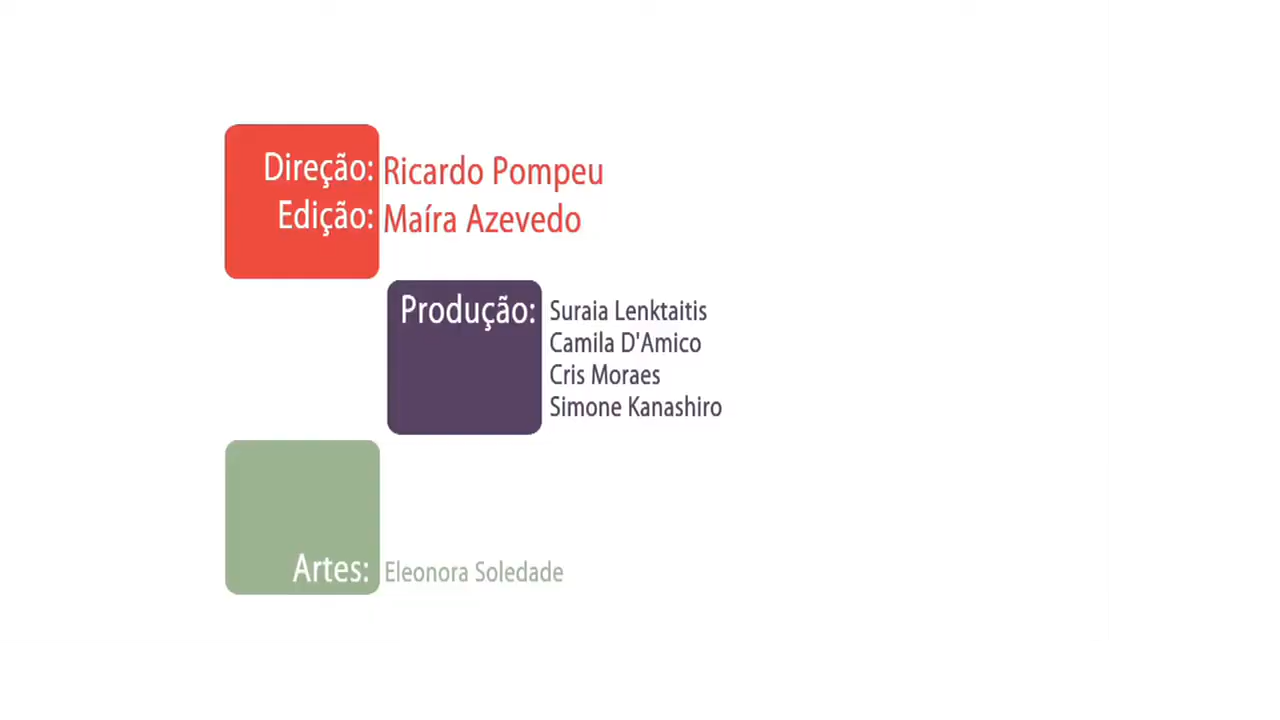 Direção: Ricardo Pompeu
Edição: Maíra Azevedo
Produção: Suraia Lenktaitis
Camila D'Amico
Cris Moraes
Simone Kanashiro
Artes: Eleonora Soledade